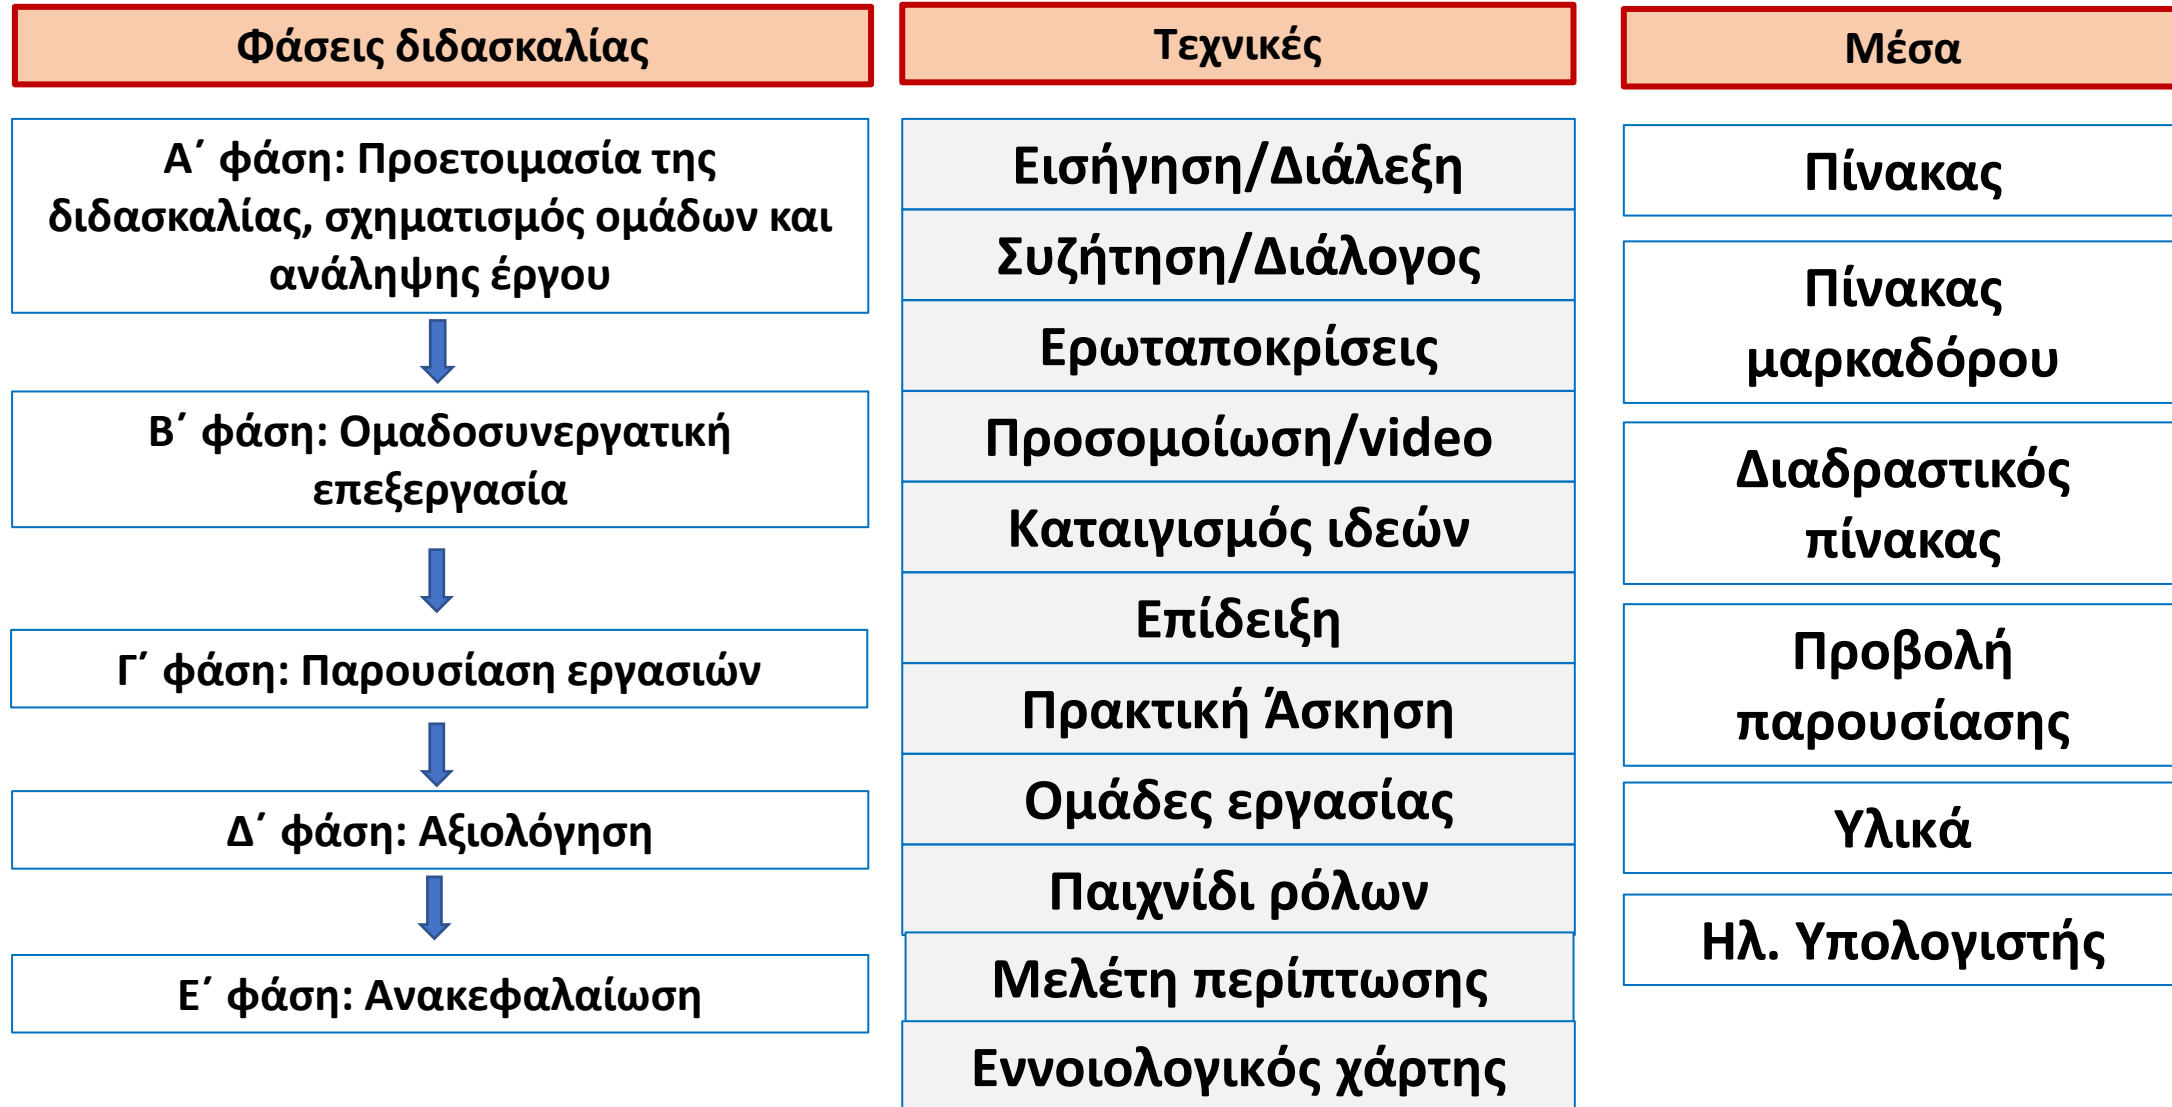 Φάσεις διδασκαλίας
Α΄ φάση: Προετοιμασία της
διδασκαλίας, σχηματισμός ομάδων και
ανάληψης έργου
Β΄ φάση: Ομαδοσυνεργατική
επεξεργασία
Γ΄ φάση: Παρουσίαση εργασιών
Δ΄ φάση: Αξιολόγηση
Ε΄ φάση: Ανακεφαλαίωση
Τεχνικές
Εισήγηση/Διάλεξη
Συζήτηση/Διάλογος
Ερωταποκρίσεις
Προσομοίωση/video
Καταιγισμός ιδεών
Επίδειξη
Πρακτική Άσκηση
Ομάδες εργασίας
Παιχνίδι ρόλων
Μελέτη περίπτωσης
Εννοιολογικός χάρτης
Μέσα
Πίνακας
Πίνακας
μαρκαδόρου
Διαδραστικός
πίνακας
Προβολή
παρουσίασης
Υλικά
Ηλ. Υπολογιστής